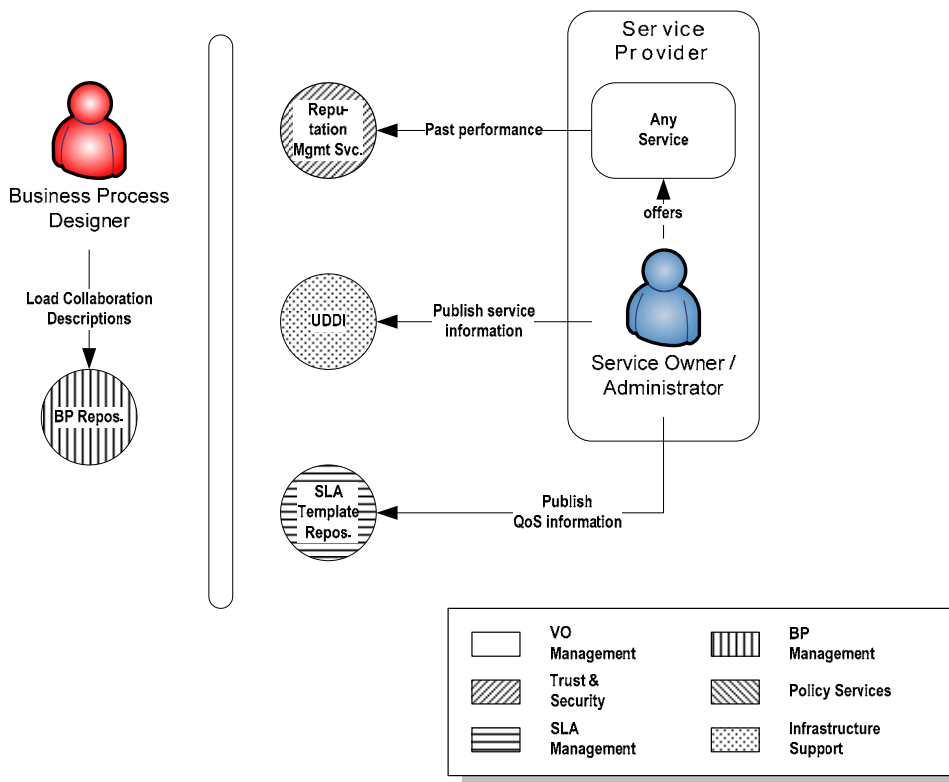 Service
Provider
Any
Service
offers
Service Owner /
Administrator
Business Process
Designer
Load Collaboration
Descriptions
BP Repos.
Repu-
tation
Mgmt Svc.
Past performance
UDDI
Publish service
information
SLA
Template
Repos.
Publish
QoS information
VO
Management
BP
Management
Trust &
Security
Policy Services
SLA
Management
Infrastructure
Support